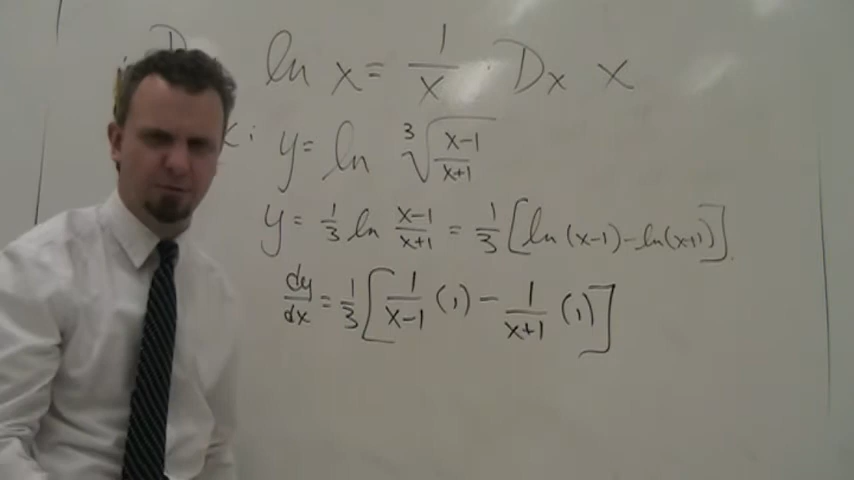 : D ln x = 1/x · Dx x
x: y = ln ∛((x-1)/(x+1))
y = 1/3 ln (x-1)/(x+1) = 1/3 [ln (x-1) - ln(x+1)].
dy/dx = 1/3 [1/(x-1) (1) - 1/(x+1) (1)]